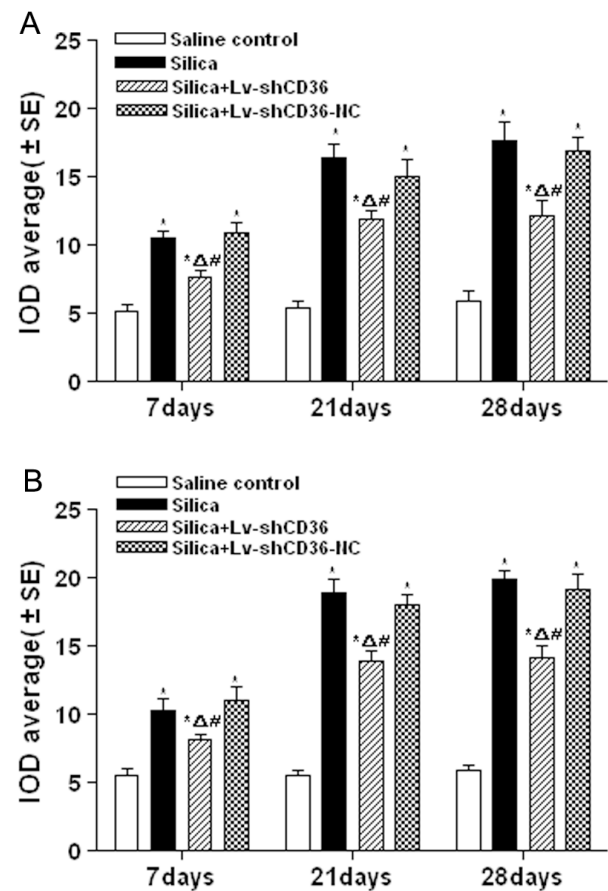 A
25
20
15
10
5
0
IOD average(±SE)
Saline control
Silica
Silica+Lv-shCD36
Silica+Lv-shCD36-NC
*
*
*Δ#
*
*
*Δ#
*
*
*Δ#
7days
21days
28days
B
25
20
15
10
5
0
IOD average(±SE)
Saline control
Silica
Silica+Lv-shCD36
Silica+Lv-shCD36-NC
*
*Δ#
*
*
*Δ#
*
*
*Δ#
*
7days
21days
28days